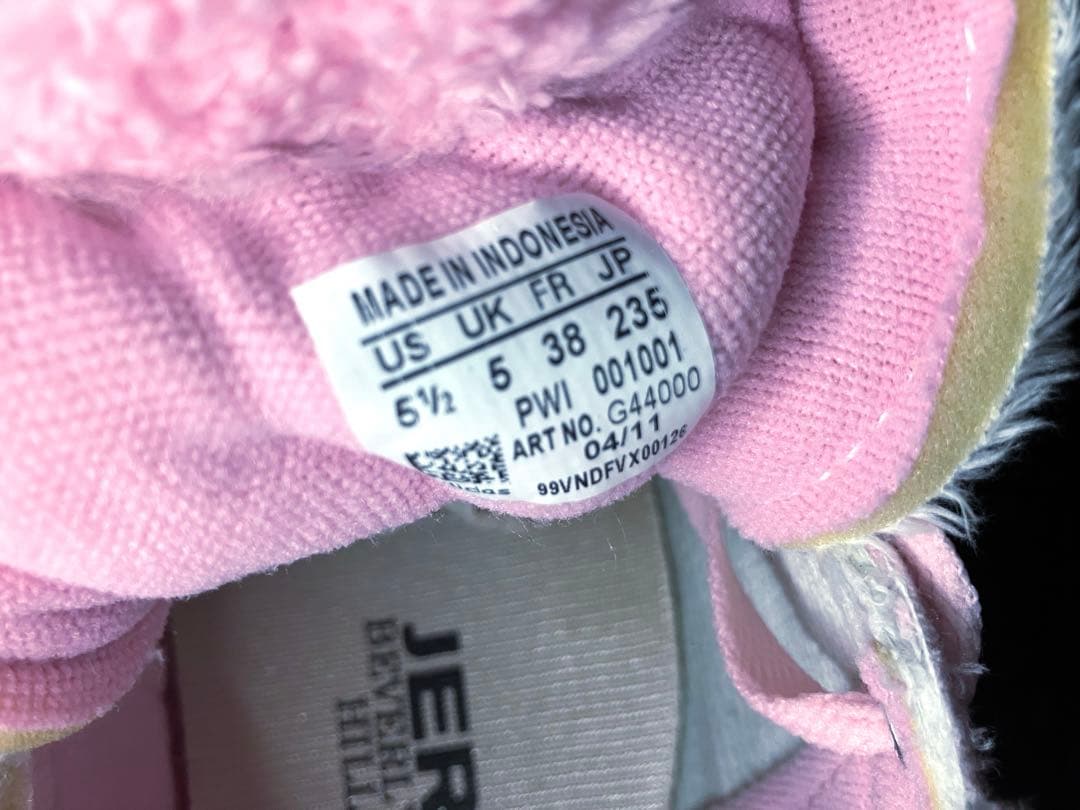 MADE IN INDONESIA
US UK FR JP
5½ 5 38 235
PWI 001001
ART NO. G44000
04/11
99VNDFVX00126
JER
BEVERL
HILL